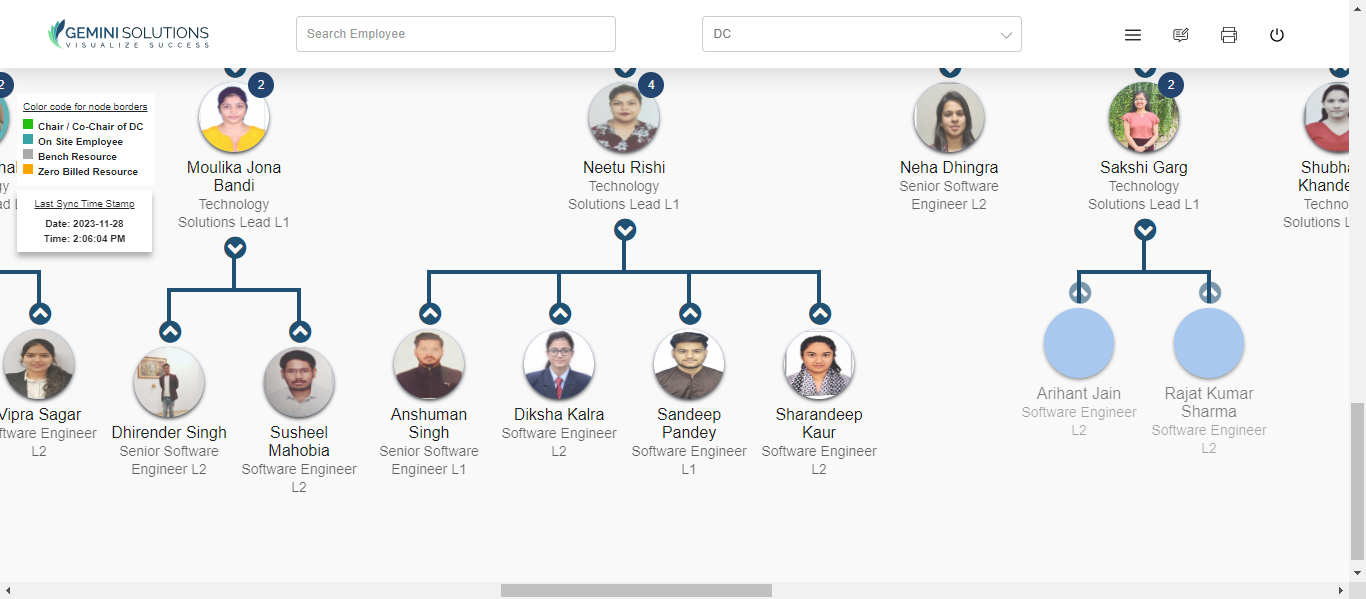 GEMINI SOLUTIONS
VISUALIZE SUCCESS
Search Employee
DC
2
2
4
2
Color code for node borders
Chair / Co-Chair of DC
On Site Employee
Bench Resource
Zero Billed Resource
Last Sync Time Stamp
Date: 2023-11-28
Time: 2:06:04 PM
Moulika Jona
Bandi
Technology
Solutions Lead L1
Neetu Rishi
Technology
Solutions Lead L1
Neha Dhingra
Senior Software
Engineer L2
Sakshi Garg
Technology
Solutions Lead L1
Shubh
Khande
Techno
Solutions L
Vipra Sagar
ftware Engineer
L2
Dhirender Singh
Senior Software
Engineer L2
Susheel
Mahobia
Software Engineer
L2
Anshuman
Singh
Senior Software
Engineer L1
Diksha Kalra
Software Engineer
L2
Sandeep
Pandey
Software Engineer
L1
Sharandeep
Kaur
Software Engineer
L2
Arihant Jain
Software Engineer
L2
Rajat Kumar
Sharma
Software Engineer
L2